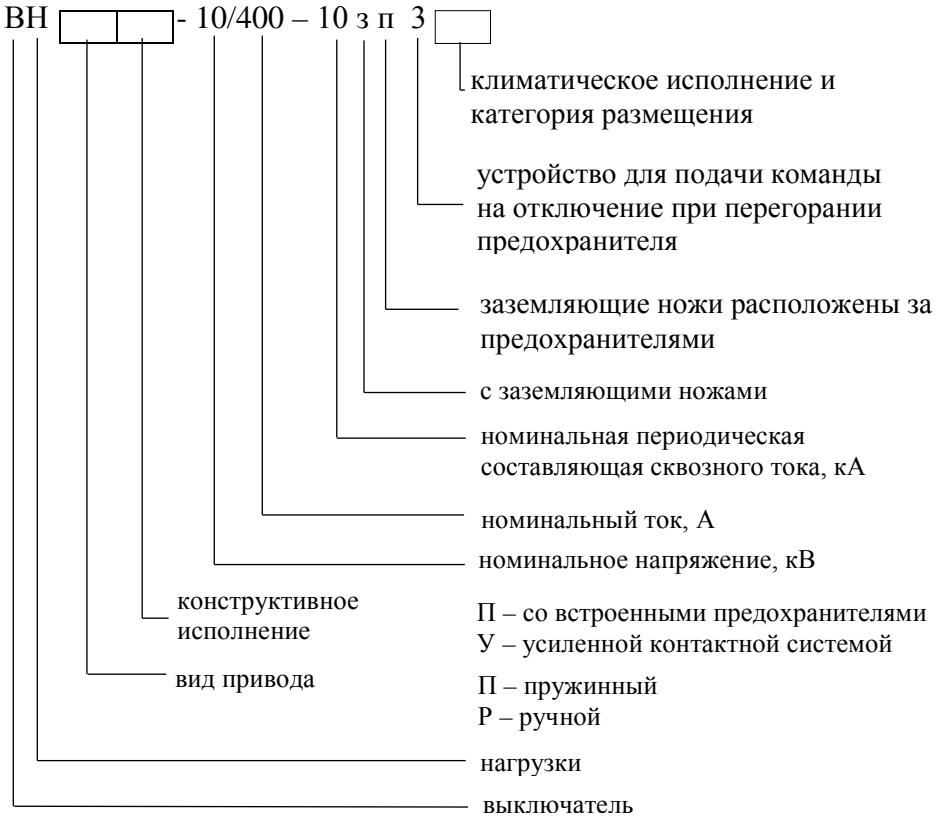 ВН - 10/400 – 10 з п 3
климатическое исполнение и
категория размещения
устройство для подачи команды
на отключение при перегорании
предохранителя
заземляющие ножи расположены за
предохранителями
с заземляющими ножами
номинальная периодическая
составляющая сквозного тока, кА
номинальный ток, А
номинальное напряжение, кВ
конструктивное
исполнение
П – со встроенными предохранителями
У – усиленной контактной системой
вид привода
П – пружинный
Р – ручной
нагрузки
выключатель